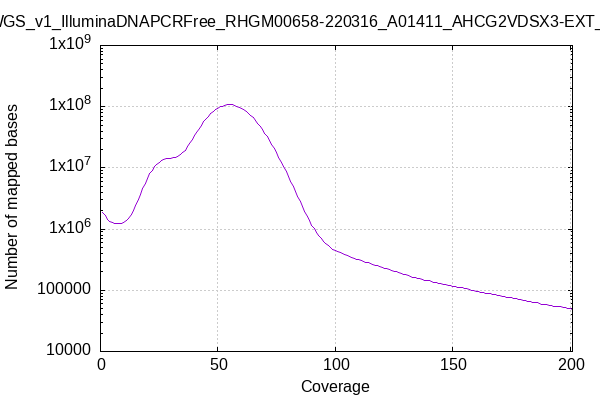 WGS_v1_IlluminaDNAPCRFree_RHGM00658-220316_A01411_AHCG2VDSX3-EXT_
1x10^9
1x10^8
1x10^7
1x10^6
100000
10000
Number of mapped bases
0 50 100 150 200
Coverage